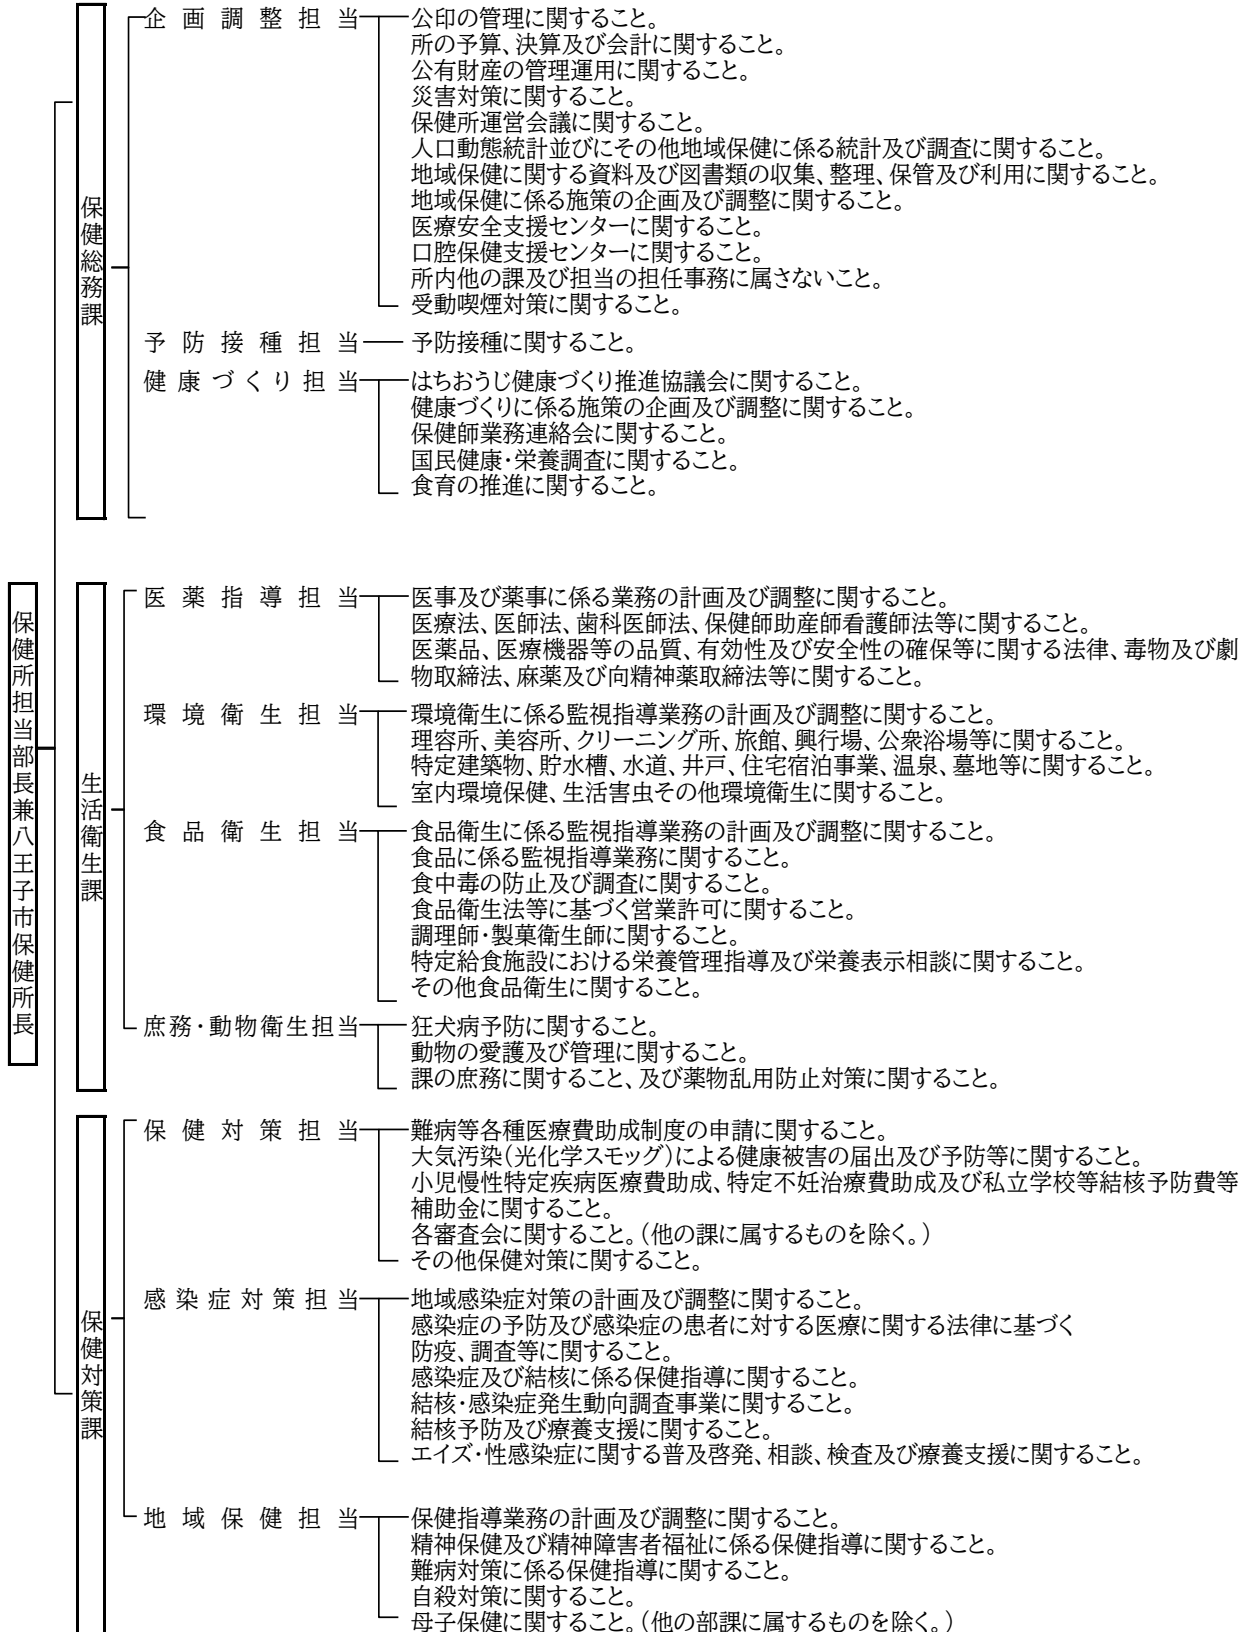 保健所担当部長兼八王子市保健所長
保健総務課
企画調整担当
公印の管理に関すること。
所の予算、決算及び会計に関すること。
公有財産の管理運用に関すること。
災害対策に関すること。
保健所運営会議に関すること。
人口動態統計並びにその他地域保健に係る統計及び調査に関すること。
地域保健に関する資料及び図書類の収集、整理、保管及び利用に関すること。
地域保健に係る施策の企画及び調整に関すること。
医療安全支援センターに関すること。
口腔保健支援センターに関すること。
所内他の課及び担当の担任事務に属さないこと。
受動喫煙対策に関すること。
予防接種担当
予防接種に関すること。
健康づくり担当
はちおうじ健康づくり推進協議会に関すること。
健康づくりに係る施策の企画及び調整に関すること。
保健師業務連絡会に関すること。
国民健康・栄養調査に関すること。
食育の推進に関すること。
生活衛生課
医薬指導担当
医事及び薬事に係る業務の計画及び調整に関すること。
医療法、医師法、歯科医師法、保健師助産師看護師法等に関すること。
医薬品、医療機器等の品質、有効性及び安全性の確保等に関する法律、毒物及び劇
物取締法、麻薬及び向精神薬取締法等に関すること。
環境衛生担当
環境衛生に係る監視指導業務の計画及び調整に関すること。
理容所、美容所、クリーニング所、旅館、興行場、公衆浴場等に関すること。
特定建築物、貯水槽、水道、井戸、住宅宿泊事業、温泉、墓地等に関すること。
室内環境保健、生活害虫その他環境衛生に関すること。
食品衛生担当
食品衛生に係る監視指導業務の計画及び調整に関すること。
食品に係る監視指導業務に関すること。
食中毒の防止及び調査に関すること。
食品衛生法等に基づく営業許可に関すること。
調理師・製菓衛生師に関すること。
特定給食施設における栄養管理指導及び栄養表示相談に関すること。
その他食品衛生に関すること。
庶務・動物衛生担当
狂犬病予防に関すること。
動物の愛護及び管理に関すること。
課の庶務に関すること、及び薬物乱用防止対策に関すること。
保健対策課
保健対策担当
難病等各種医療費助成制度の申請に関すること。
大気汚染(光化学スモッグ)による健康被害の届出及び予防等に関すること。
小児慢性特定疾病医療費助成、特定不妊治療費助成及び私立学校等結核予防費等
補助金に関すること。
各審査会に関すること。(他の課に属するものを除く。)
その他保健対策に関すること。
感染症対策担当
地域感染症対策の計画及び調整に関すること。
感染症の予防及び感染症の患者に対する医療に関する法律に基づく
防疫、調査等に関すること。
感染症及び結核に係る保健指導に関すること。
結核・感染症発生動向調査事業に関すること。
結核予防及び療養支援に関すること。
エイズ・性感染症に関する普及啓発、相談、検査及び療養支援に関すること。
地域保健担当
保健指導業務の計画及び調整に関すること。
精神保健及び精神障害者福祉に係る保健指導に関すること。
難病対策に係る保健指導に関すること。
自殺対策に関すること。
母子保健に関すること。(他の部課に属するものを除く。)